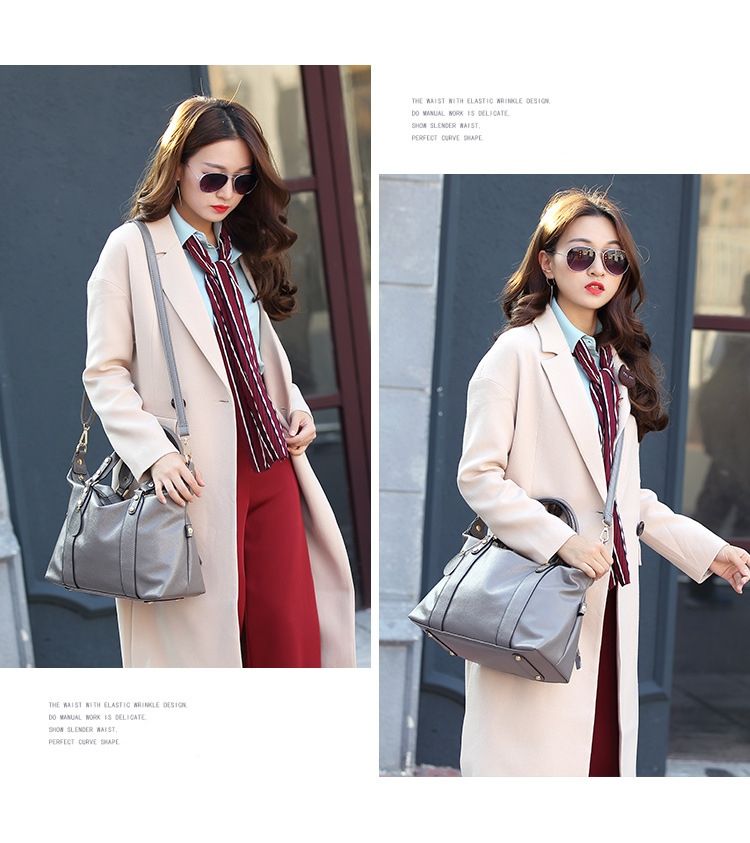 THE WAIST WITH ELASTIC WRINKLE DESIGN.
DO MANUAL WORK IS DELICATE.
SHOW SLENDER WAIST,
PERFECT CURVE SHAPE.
THE WAIST WITH ELASTIC WRINKLE DESIGN.
DO MANUAL WORK IS DELICATE.
SHOW SLENDER WAIST,
PERFECT CURVE SHAPE.